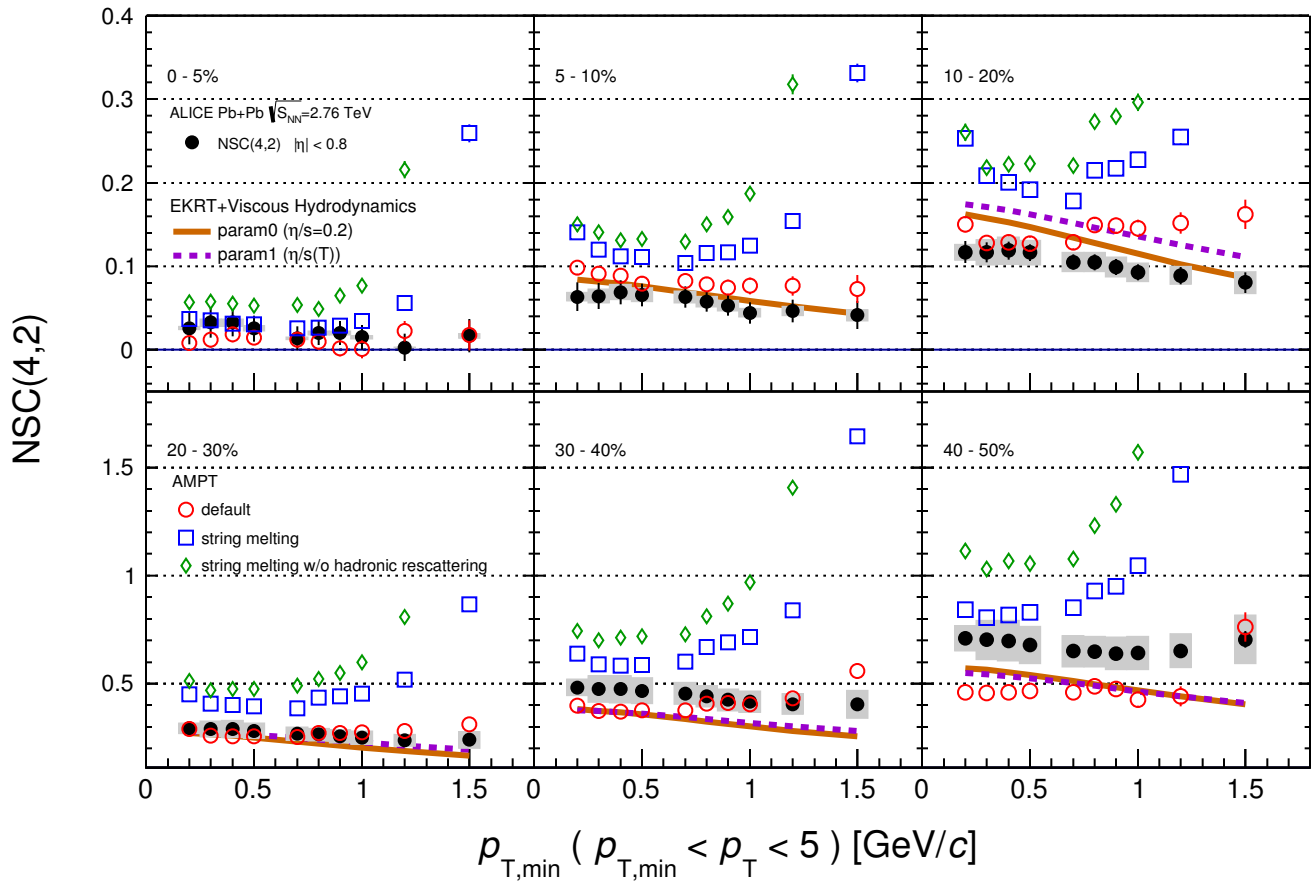 0.4
0.3
0.2
0.1
0
0 - 5%
5 - 10%
10 - 20%
ALICE Pb+Pb √S_NN=2.76 TeV
NSC(4,2) |η| < 0.8
EKRT+Viscous Hydrodynamics
param0 (η/s=0.2)
param1 (η/s(T))
NSC(4,2)
1.5
1
0.5
20 - 30%
30 - 40%
40 - 50%
AMPT
default
string melting
string melting w/o hadronic rescattering
0 0.5 1 1.5
0 0.5 1 1.5
0 0.5 1 1.5
p_T,min ( p_T,min < p_T < 5 ) [GeV/c]